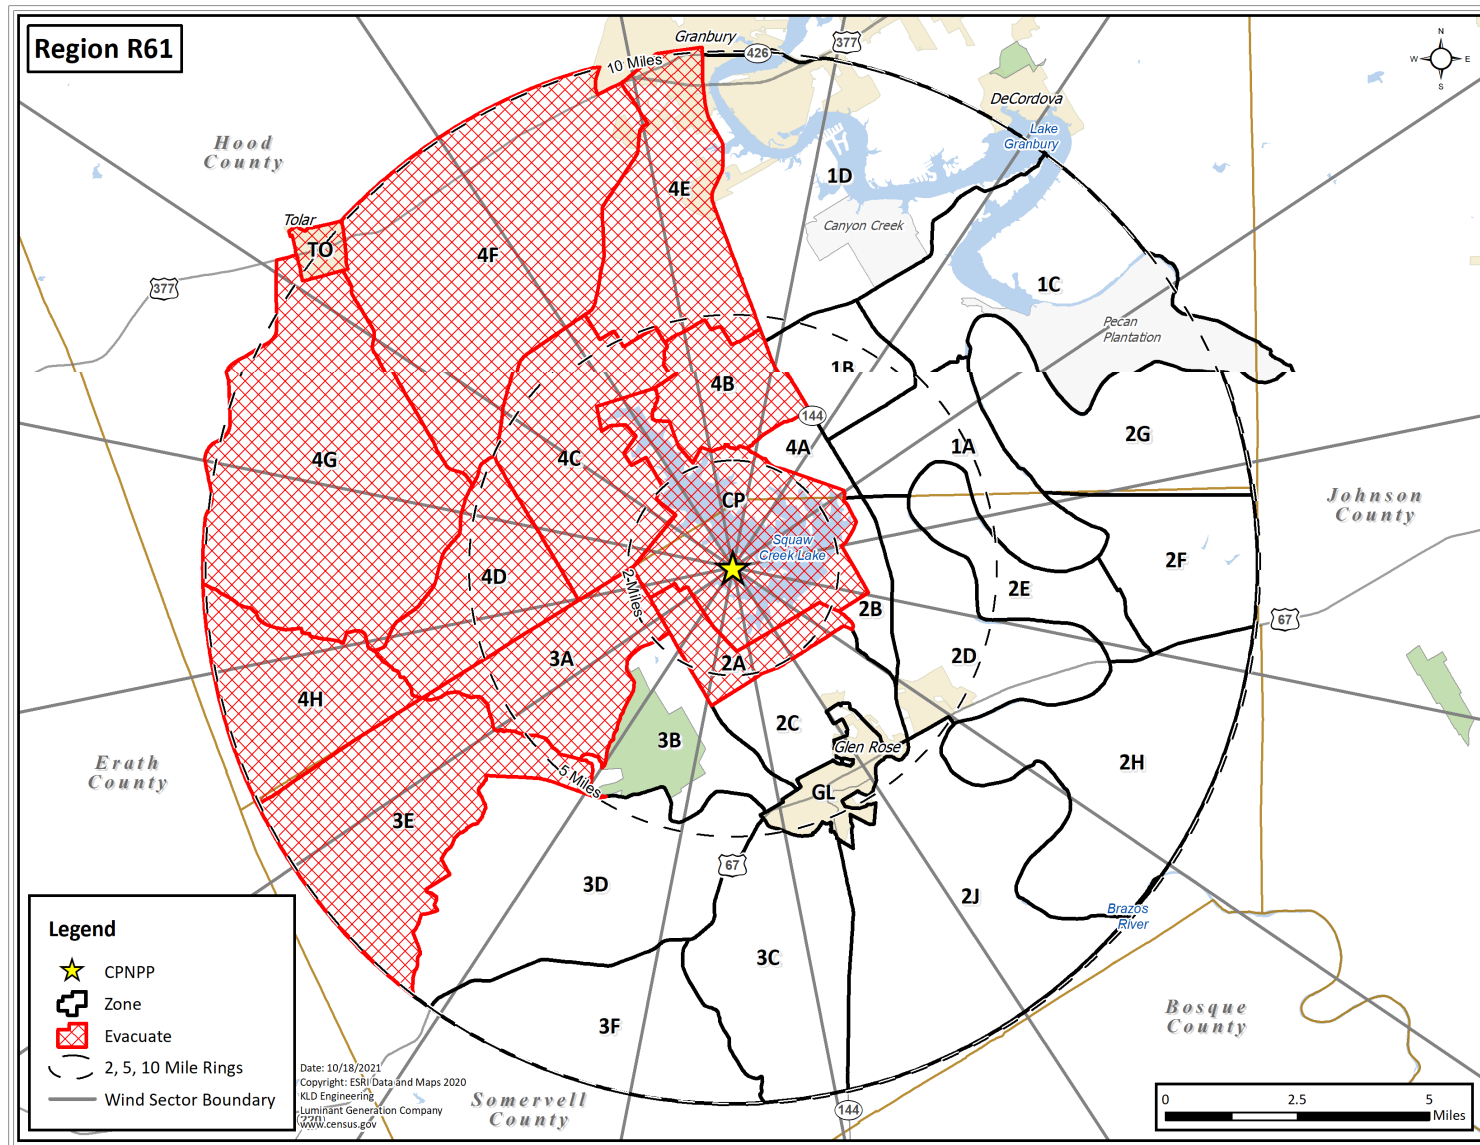 Region R61
Granbury
426
377
10 Miles
N
W
E
S
DeCordova
Lake
Granbury
Hood
County
4E
1D
Tolar
TO
4F
Canyon Creek
377
1C
Pecan
Plantation
1B
4B
144
4A
1A
2G
4G
4C
CP
Johnson
County
Squaw
Creek Lake
4D
2-Miles
2B
2E
2F
67
3A
2A
2D
4H
3B
2C
Glen Rose
2H
Erath
County
5 Miles
GL
3E
67
3D
2J
Brazos
River
3C
Bosque
County
3F
Legend
CPNPP
Zone
Evacuate
2, 5, 10 Mile Rings
Wind Sector Boundary
Date: 10/18/2021
Copyright: ESRI Data and Maps 2020
KLD Engineering
Luminant Generation Company
www.census.gov
Somervell
County
144
0
2.5
5
Miles